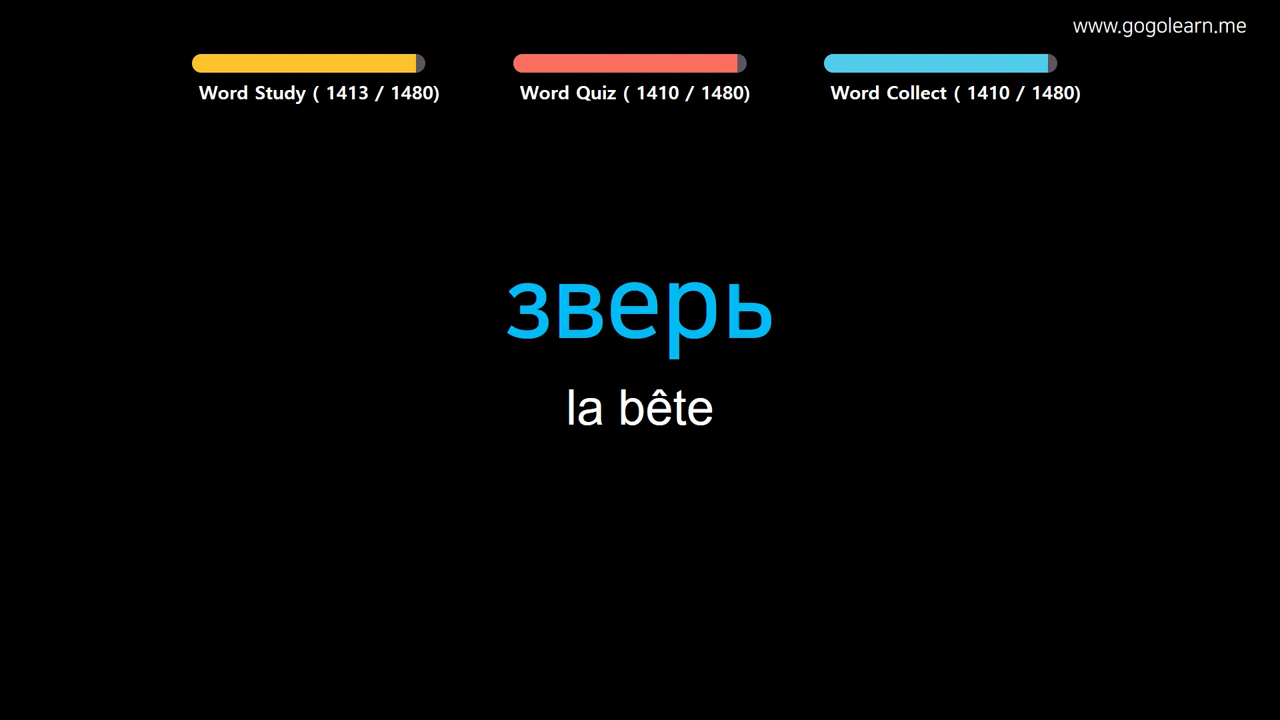 www.gogolearn.me
Word Study ( 1413 / 1480)
Word Quiz ( 1410 / 1480)
Word Collect ( 1410 / 1480)
зверь
la bête